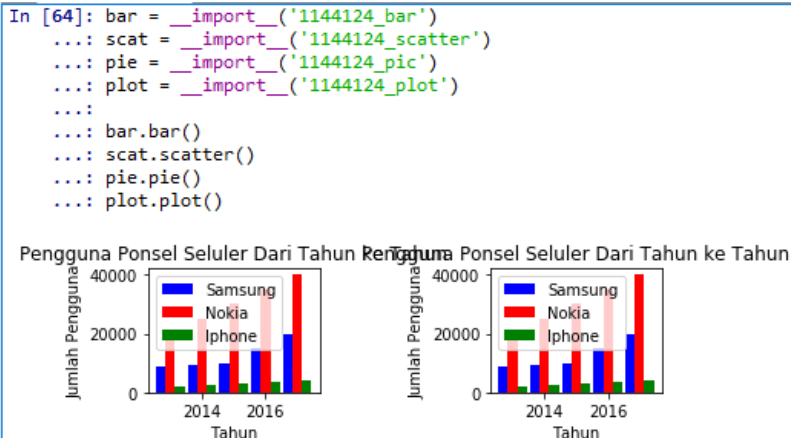 In [64]: bar = __import__('1144124_bar')
...: scat = __import__('1144124_scatter')
...: pie = __import__('1144124_pic')
...: plot = __import__('1144124_plot')
...:
...: bar.bar()
...: scat.scatter()
...: pie.pie()
...: plot.plot()
Pengguna Ponsel Seluler Dari Tahun ke Tahun
Jumlah Pengguna
40000
20000
0
Samsung
Nokia
Iphone
2014 2016
Tahun
Pengguna Ponsel Seluler Dari Tahun ke Tahun
Jumlah Pengguna
40000
20000
0
Samsung
Nokia
Iphone
2014 2016
Tahun